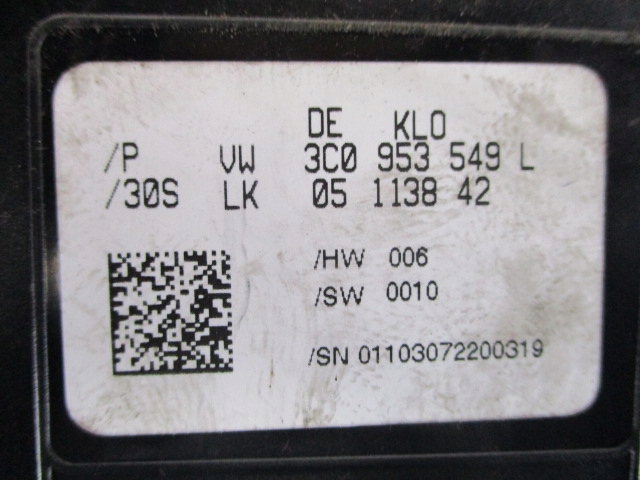 DE KLO
/P VW 3C0 953 549 L
/30S LK 05 1138 42
/HW 006
/SW 0010
/SN 01103072200319